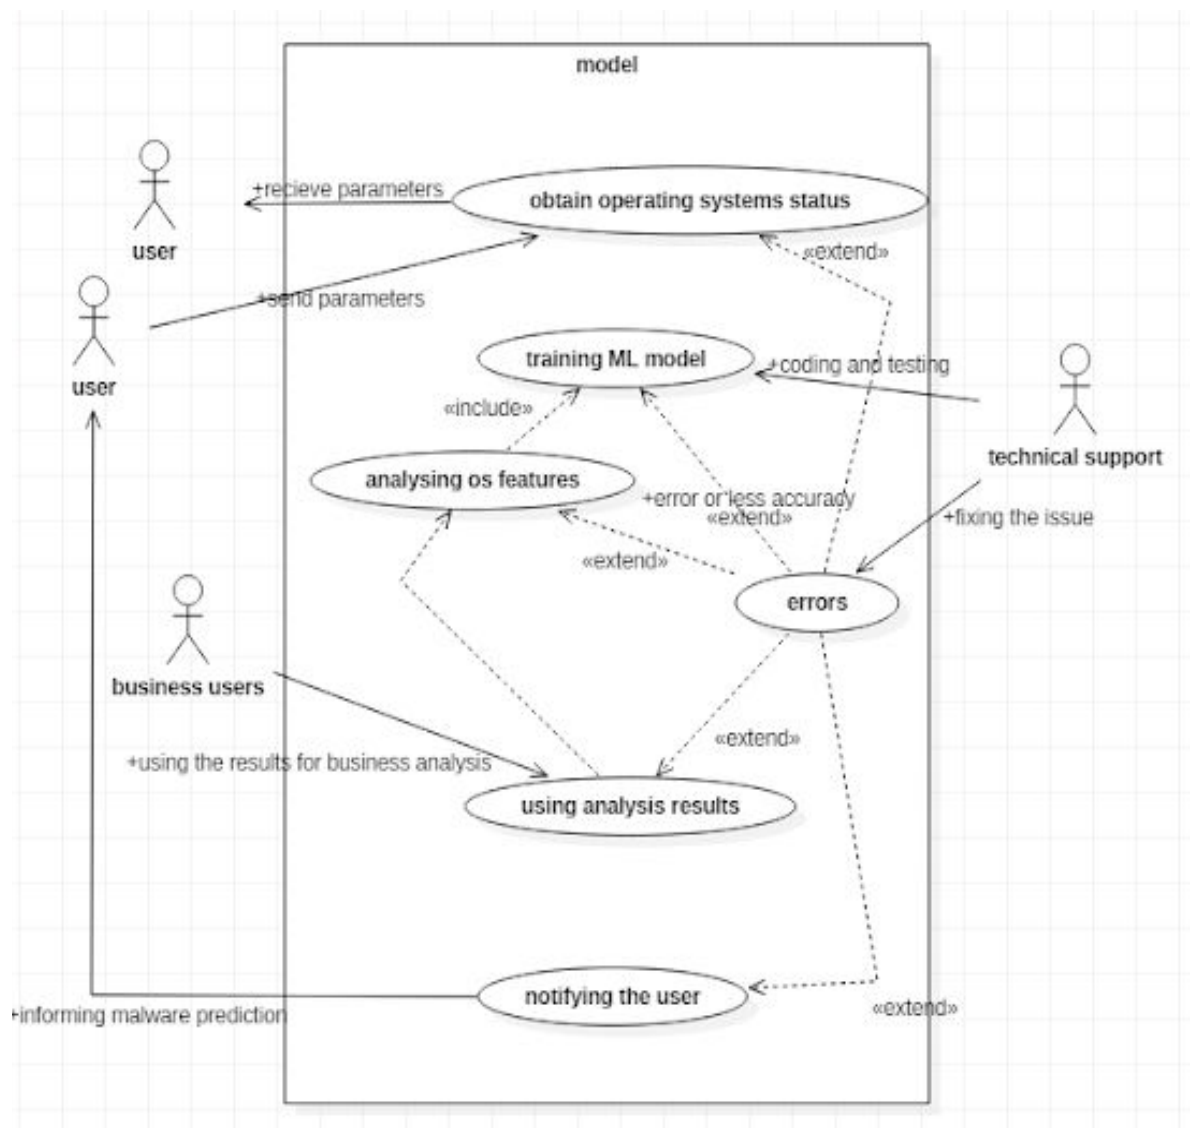 model
+recieve parameters
obtain operating systems status
user
«extend»
+send parameters
training ML model
+coding and testing
user
«include»
technical support
analysing os features
+error or less accuracy
«extend»
+fixing the issue
«extend»
errors
business users
«extend»
+using the results for business analysis
using analysis results
notifying the user
«extend»
+informing malware prediction